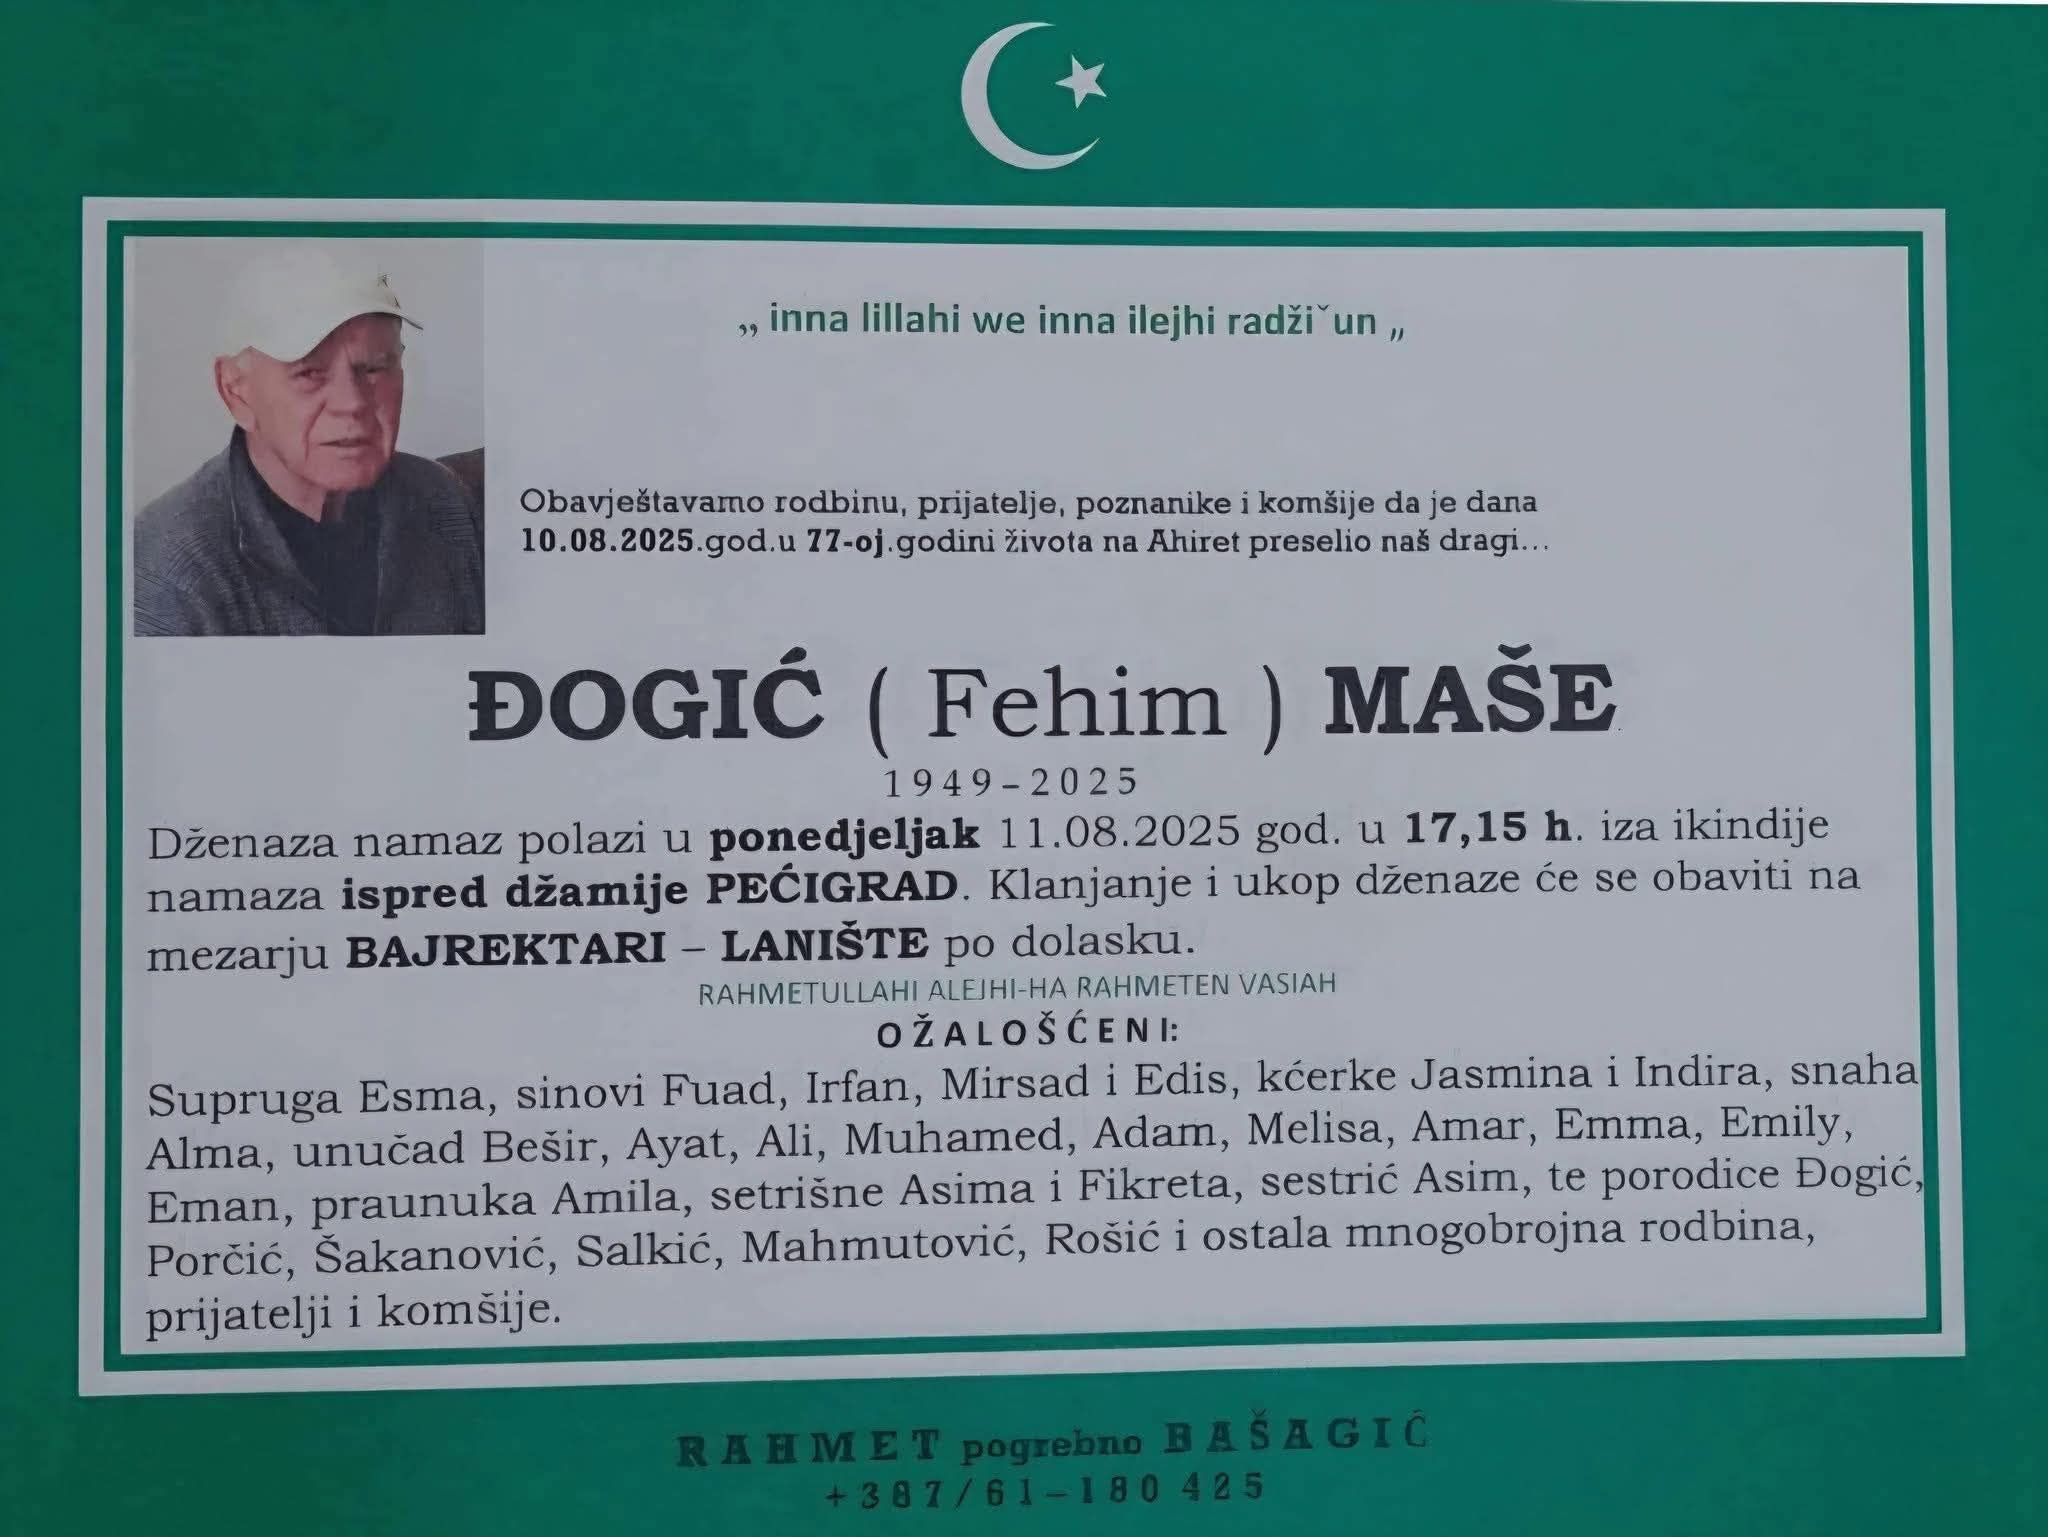 „ inna lillahi we inna ilejhi radžiˇun „
Obavještavamo rodbinu, prijatelje, poznanike i komšije da je dana
10.08.2025.god.u 77-oj.godini života na Ahiret preselio naš dragi...
ĐOGIĆ ( Fehim ) MAŠE
1949-2025
Dženaza namaz polazi u ponedjeljak 11.08.2025 god. u 17,15 h. iza ikindije
namaza ispred džamije PEĆIGRAD. Klanjanje i ukop dženaze će se obaviti na
mezarju BAJREKTARI – LANIŠTE po dolasku.
RAHMETULLAHI ALEJHI-HA RAHMETEN VASIAH
OŽALOŠĆENI:
Supruga Esma, sinovi Fuad, Irfan, Mirsad i Edis, kćerke Jasmina i Indira, snaha
Alma, unučad Bešir, Ayat, Ali, Muhamed, Adam, Melisa, Amar, Emma, Emily,
Eman, praunuka Amila, setrišne Asima i Fikreta, sestrić Asim, te porodice Đogić,
Porčić, Šakanović, Salkić, Mahmutović, Rošić i ostala mnogobrojna rodbina,
prijatelji i komšije.
RAHMET pogrebno BAŠAGIĆ
+387/61-180 425